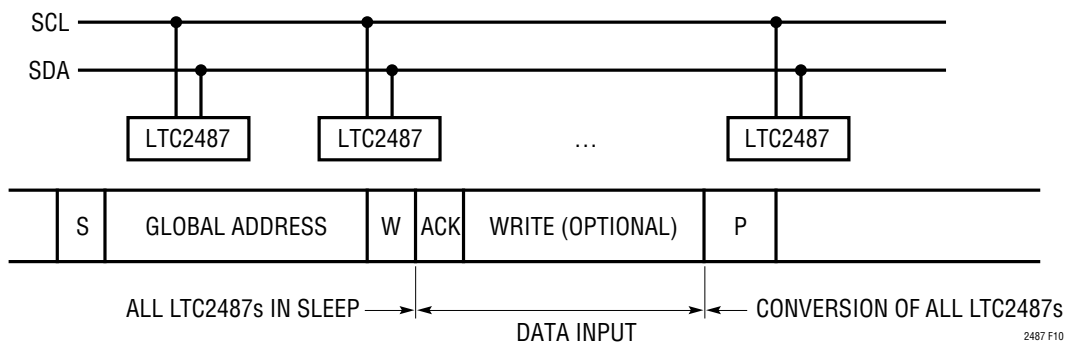 SCL
SDA
LTC2487 LTC2487 … LTC2487
S GLOBAL ADDRESS W ACK WRITE (OPTIONAL) P
ALL LTC2487s IN SLEEP CONVERSION OF ALL LTC2487s
DATA INPUT
2487 F10